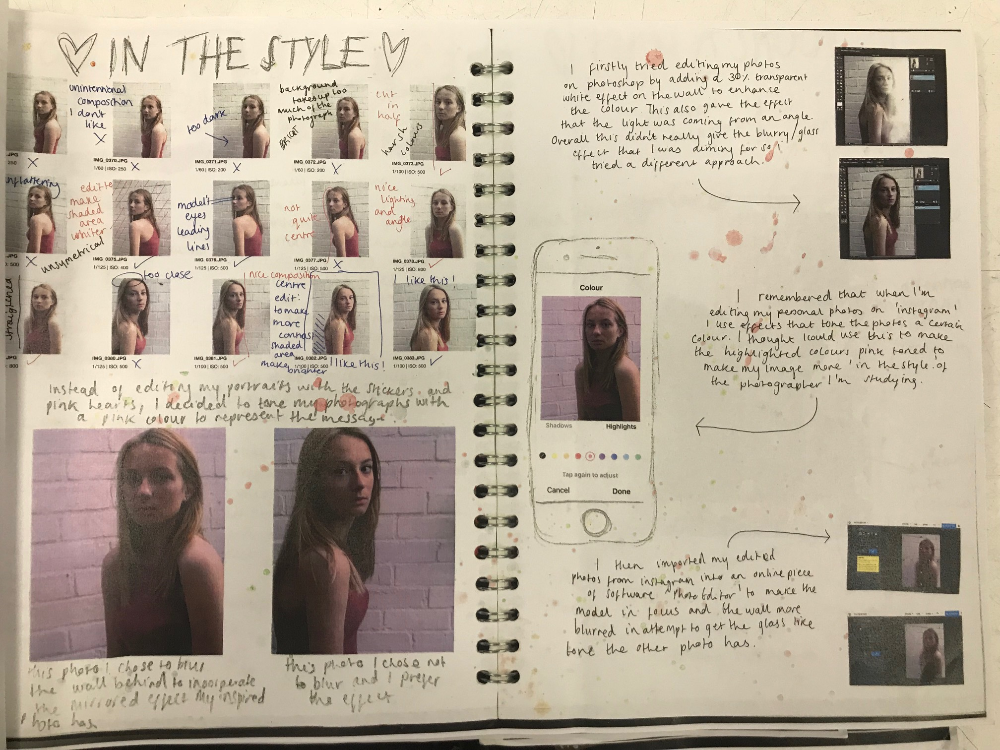 IN THE STYLE
unintentional
composition
I don't
like
X
too dark
background
takes up too
much of the
photograph
BRIGHT
cut
in
half
harsh
colours
.JPG
250
X
IMG_0370.JPG
1/60 | ISO: 250
X
IMG_0371.JPG
1/60 | ISO: 200
X
IMG_0372.JPG
1/60 | ISO: 200
X
IMG_0373.JPG
1/100 | ISO: 500
unflattering
edit to
make
shaded
area
whiter
unsymetrical
model's
eyes
leading
lines
not
quite
centre
nice
lighting
and
angle
.JPG
: 500
X
IMG_0375.JPG
1/125 | ISO: 400
IMG_0376.JPG
1/125 | ISO: 500
IMG_0377.JPG
1/125 | ISO: 500
X
IMG_0378.JPG
1/125 | ISO: 800
straightened
too close
nice composition
centre
edit:
to make
more
contrast
shaded
area
make
brighter
I like this!
I like this!
.JPG
: 800
IMG_0380.JPG
1/125 | ISO: 500
X
IMG_0381.JPG
1/100 | ISO: 500
IMG_0382.JPG
1/100 | ISO: 500
IMG_0383.JPG
1/100 | ISO: 500
Instead of editing my portraits with the stickers and
pink hearts, I decided to tone my photographs with
a pink colour to represent the message.
this photo I chose to blur
the wall behind to incorperate
the mirrored effect my inspired
photo has
this photo I chose not
to blur and I prefer
the effect
I firstly tried editing my photos
on photoshop by adding a 30% transparent
white effect on the wall to enhance
the colour. This also gave the effect
that the light was coming from an angle.
Overall this didn't really give the blurry/glass
effect that I was aiming for so I
tried a different approach.
Colour
Shadows
Highlights
Tap again to adjust
Cancel
Done
I remembered that when I'm
editing my personal photos on 'instagram'
I use effects that tone the photos a certain
colour. I thought I could use this to make
the highlighted colours pink toned to
make my image more 'in the style' of
the photographer I'm studying.
I then imported my edited
photos from instagram into an online piece
of software 'Photo Editor' to make the
model in focus and the wall more
blurred in attempt to get the glass like
tone the other photo has.